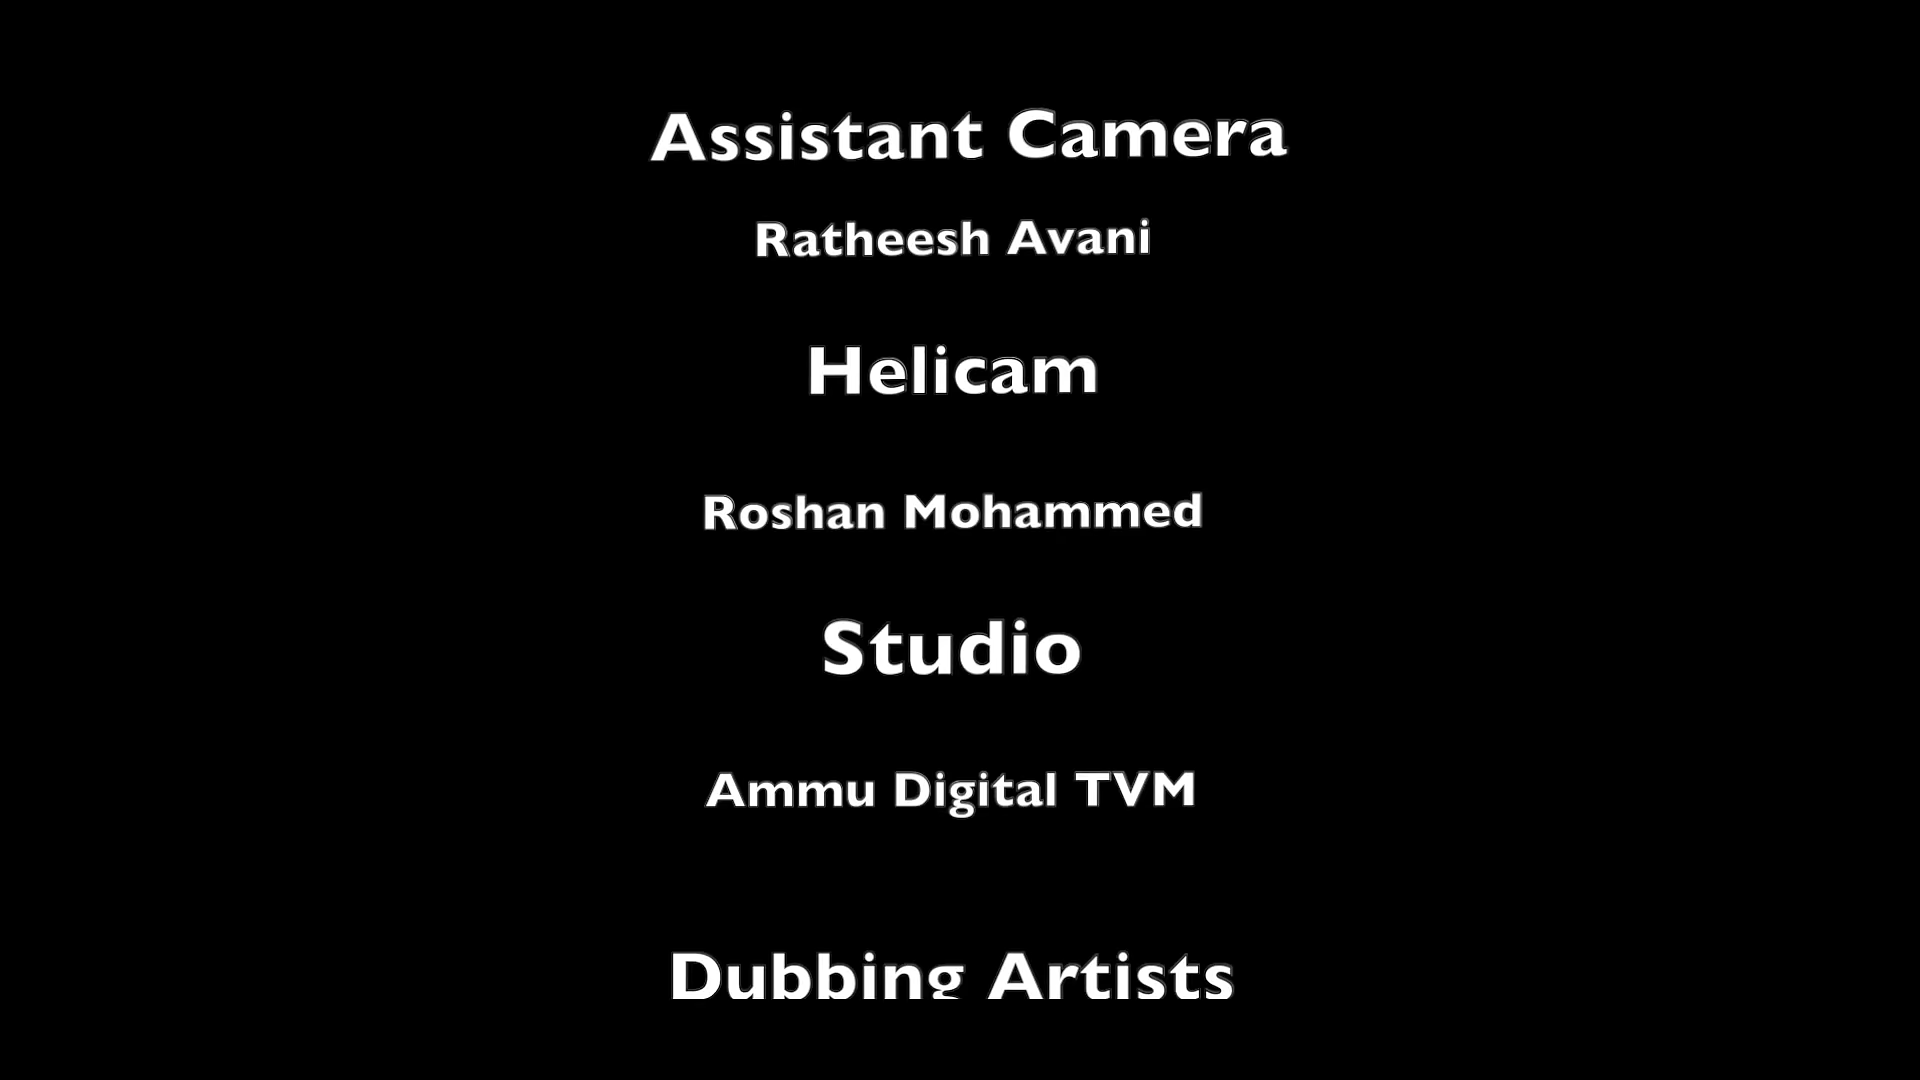 Assistant Camera
Ratheesh Avani
Helicam
Roshan Mohammed
Studio
Ammu Digital TVM
Dubbing Artists